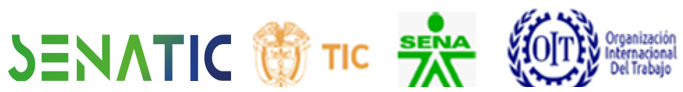 SENATIC
TIC
SENA
OIT
Organización
Internacional
Del Trabajo